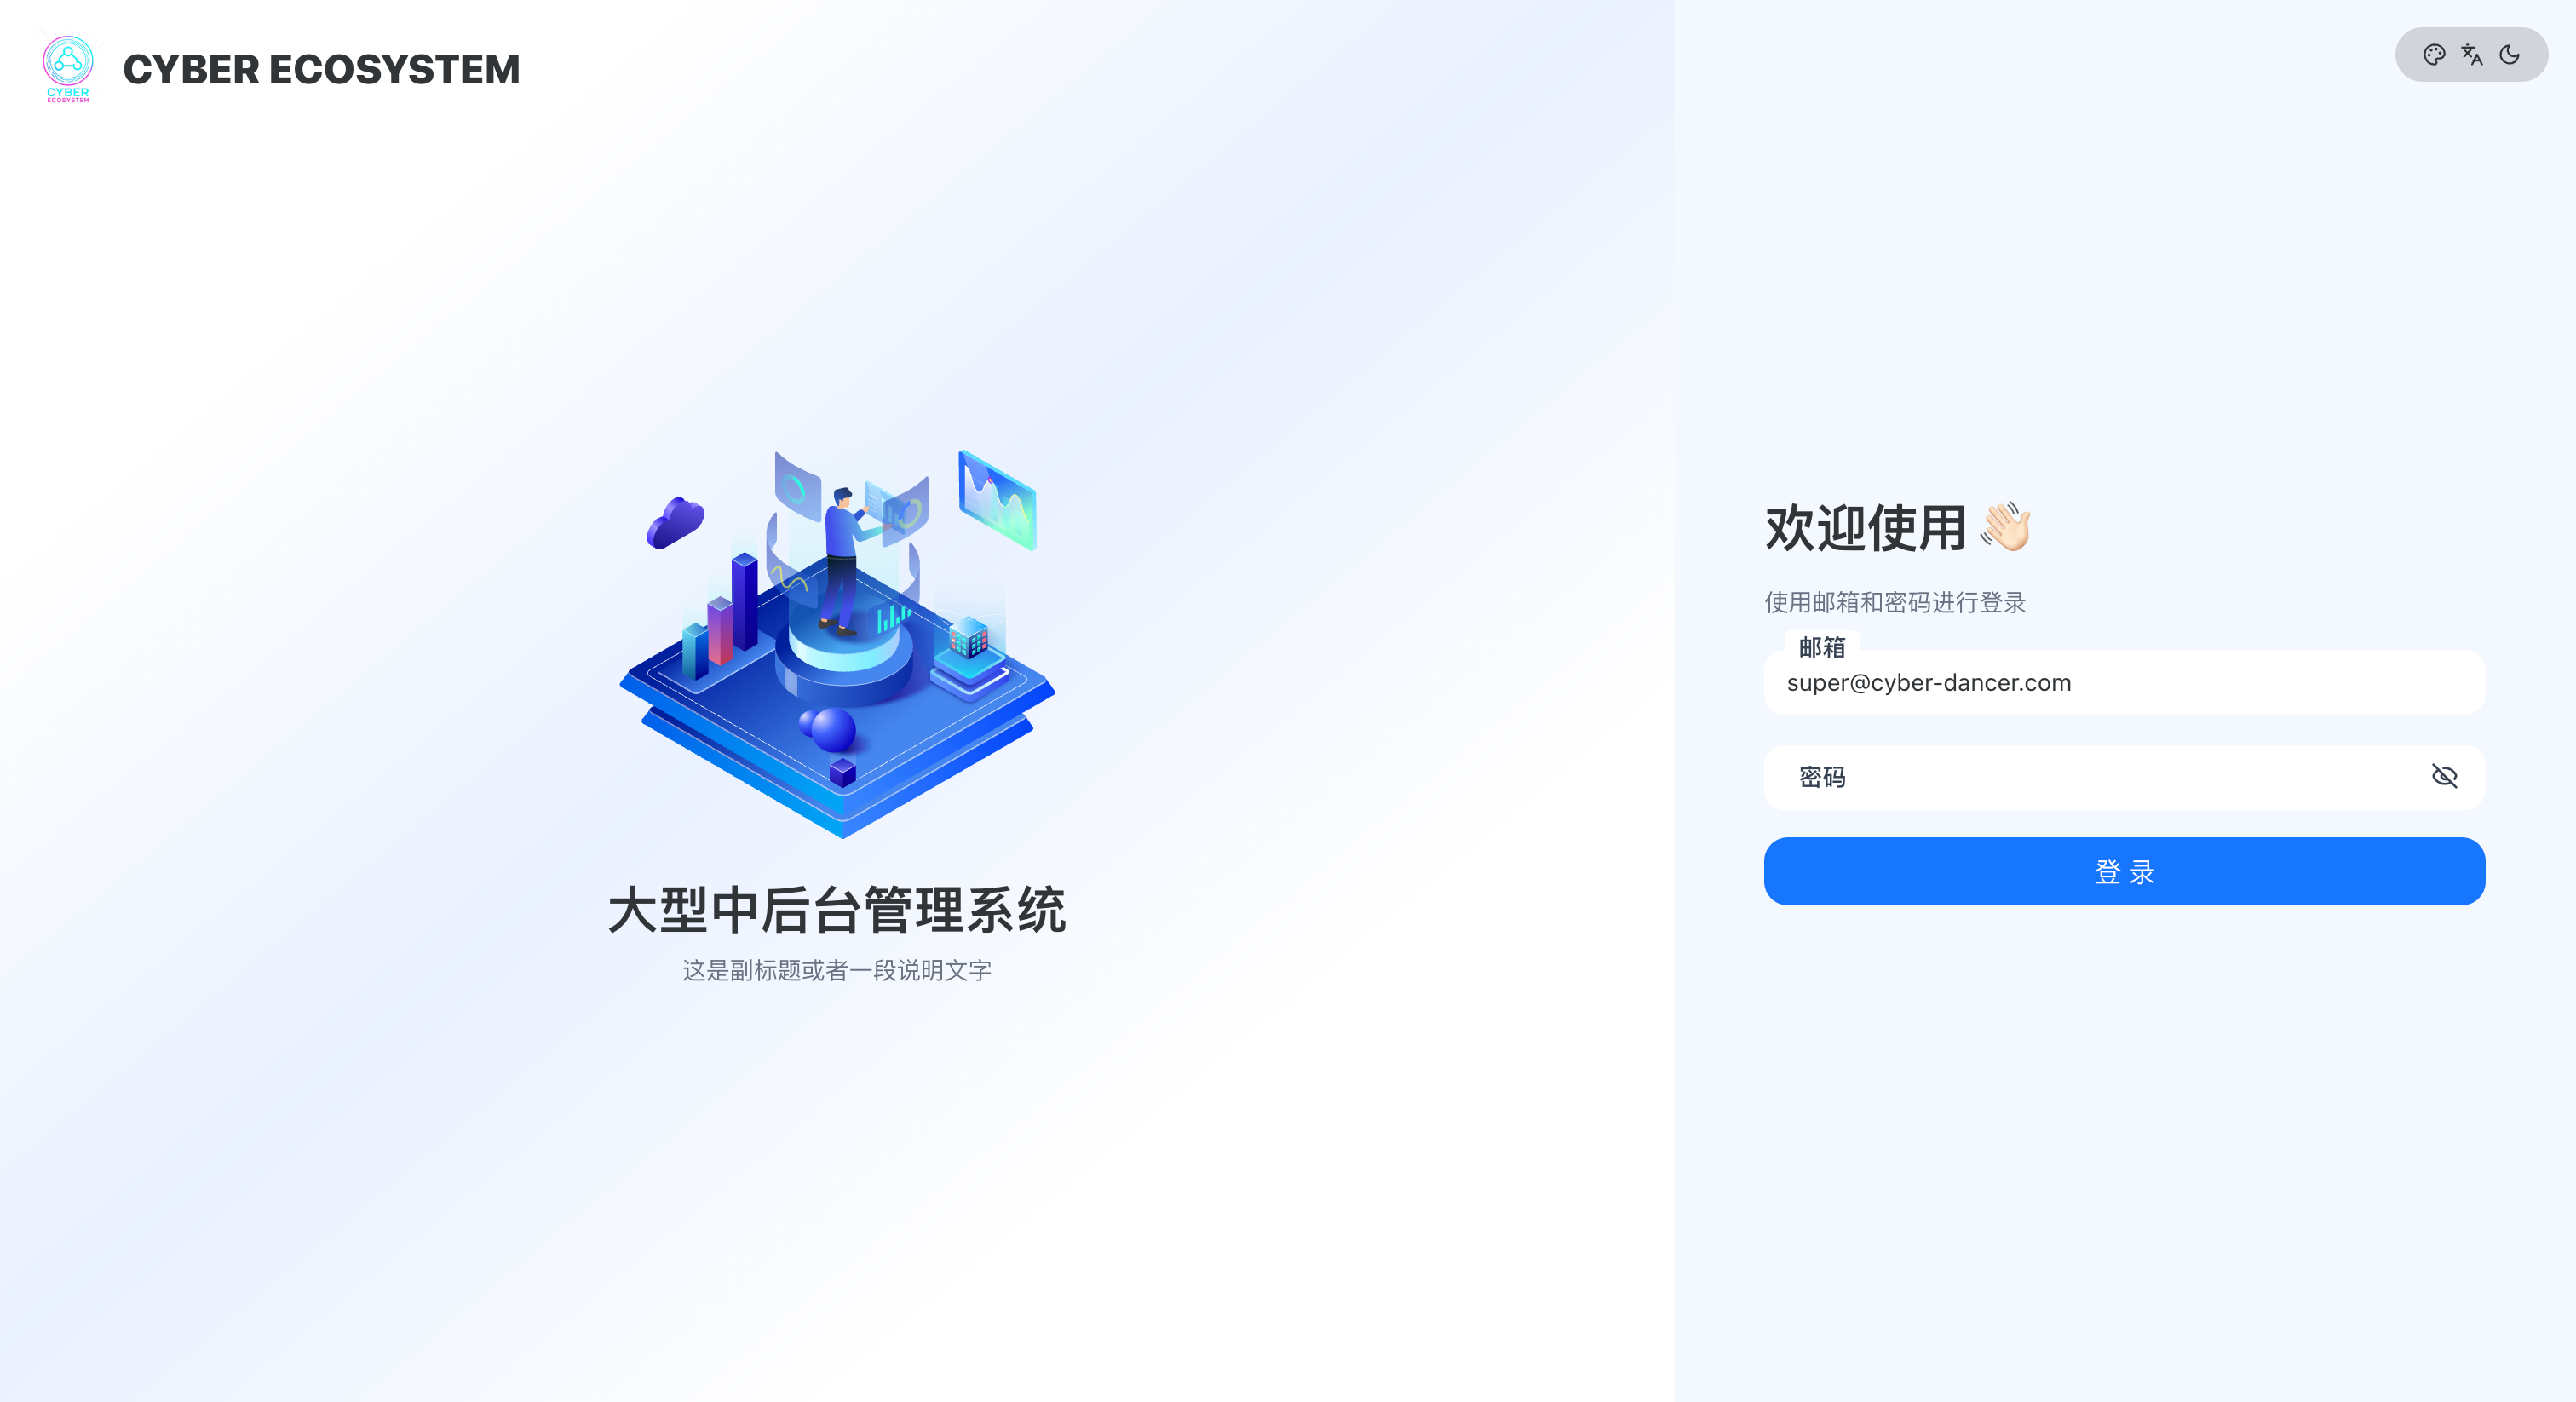 CYBER
ECOSYSTEM
CYBER ECOSYSTEM
大型中后台管理系统
这是副标题或者一段说明文字
欢迎使用 👋🏻
使用邮箱和密码进行登录
邮箱
super@cyber-dancer.com
密码
登 录